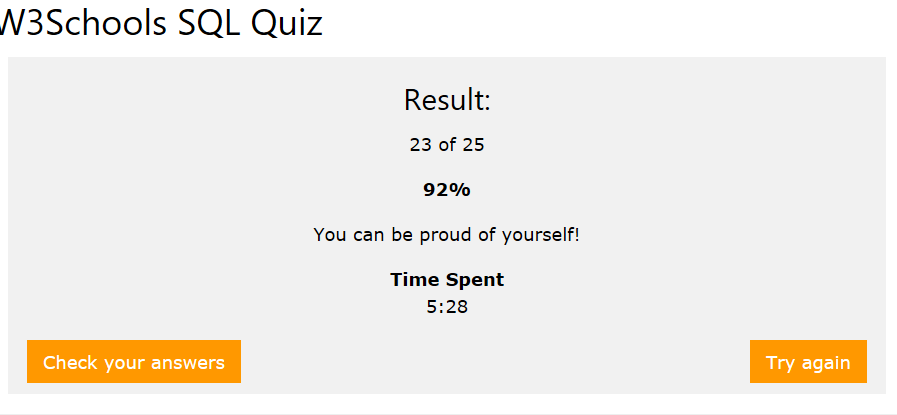 W3Schools SQL Quiz
Result:
23 of 25
92%
You can be proud of yourself!
Time Spent
5:28
Check your answers
Try again